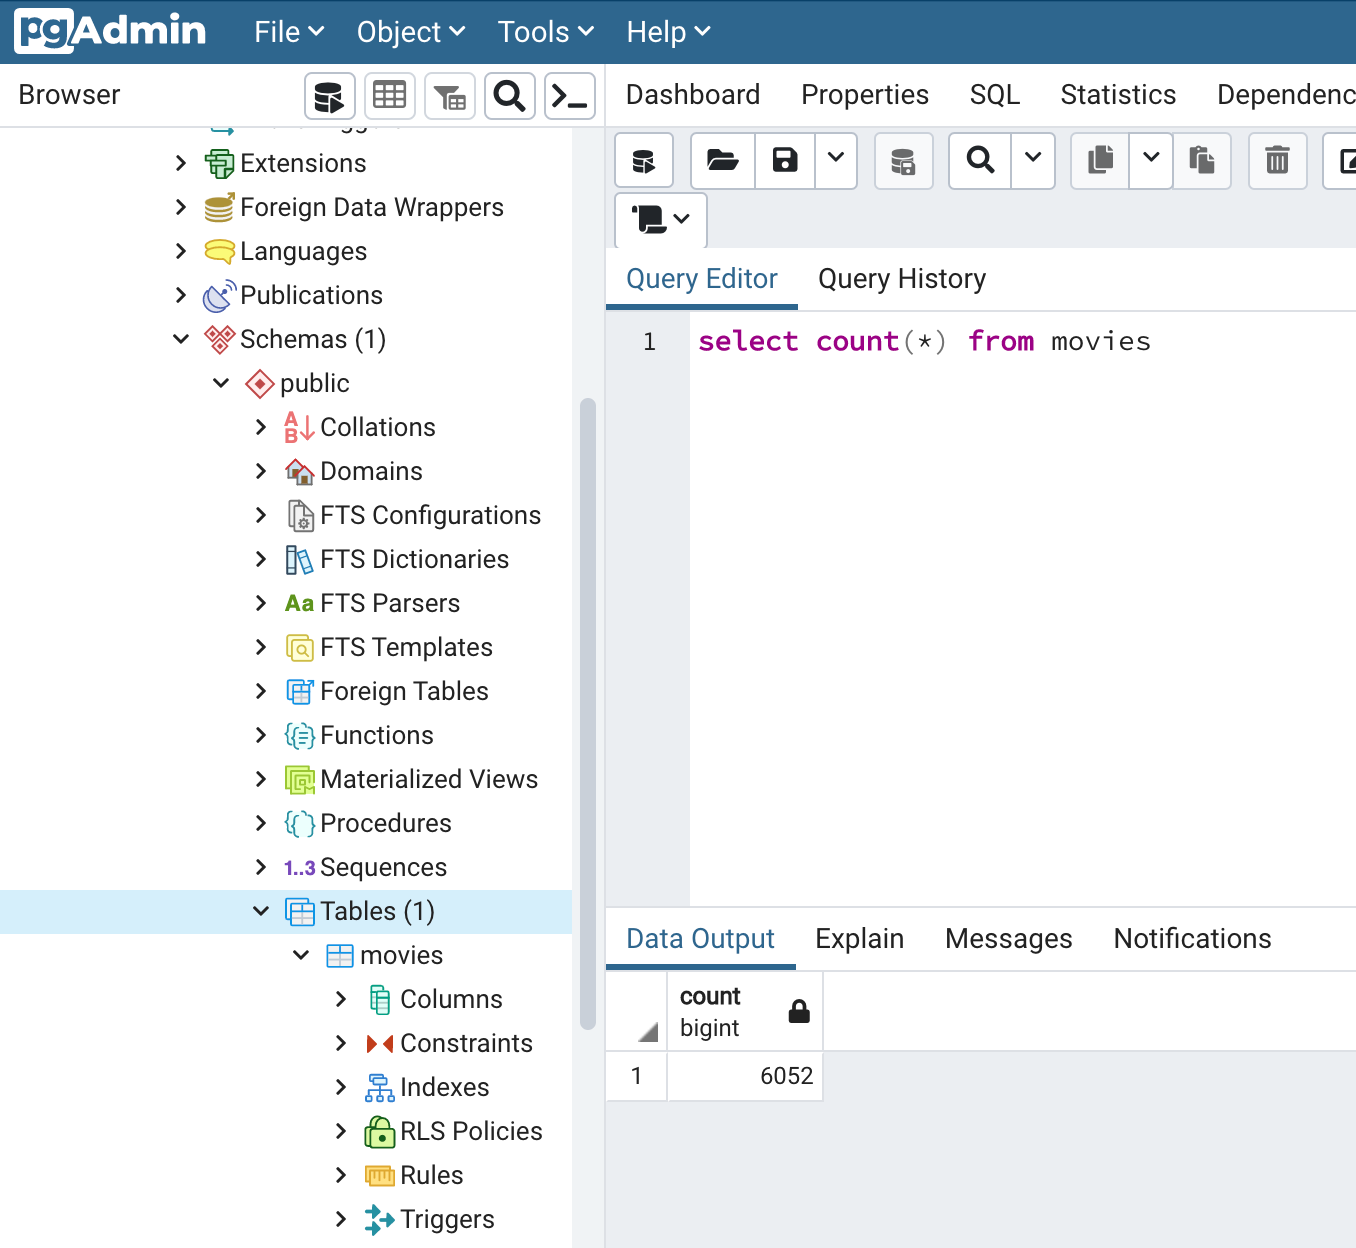 pgAdmin File Object Tools Help
Browser
Dashboard Properties SQL Statistics
Extensions
Foreign Data Wrappers
Languages
Publications
Schemas (1)
public
Collations
Domains
FTS Configurations
FTS Dictionaries
Aa FTS Parsers
FTS Templates
Foreign Tables
Functions
Materialized Views
Procedures
1..3 Sequences
Tables (1)
movies
Columns
Constraints
Indexes
RLS Policies
Rules
Triggers
Query Editor Query History
1 select count(*) from movies
Data Output Explain Messages Notifications
count
bigint
1 6052